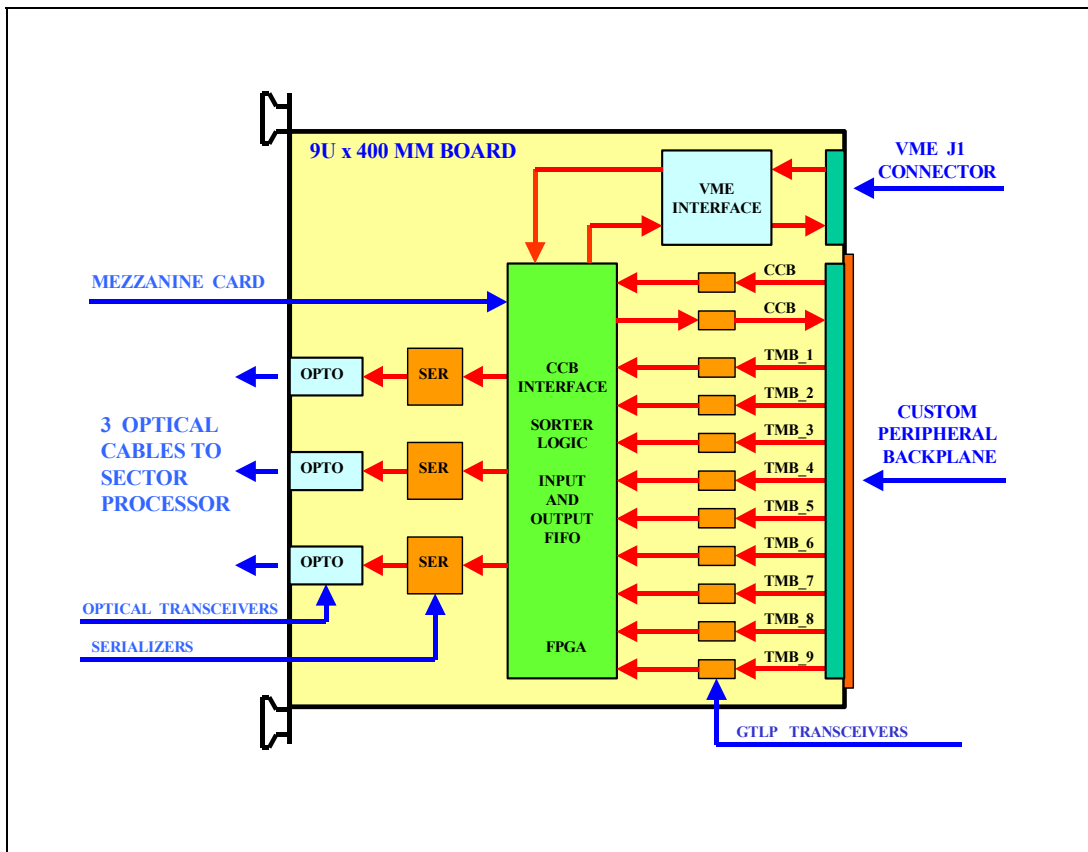 9U x 400 MM BOARD
VME J1
CONNECTOR
VME
INTERFACE
MEZZANINE CARD
CCB
CCB
TMB_1
TMB_2
TMB_3
TMB_4
TMB_5
TMB_6
TMB_7
TMB_8
TMB_9
CCB
INTERFACE
SORTER
LOGIC
INPUT
AND
OUTPUT
FIFO
FPGA
OPTO
SER
OPTO
SER
OPTO
SER
3 OPTICAL
CABLES TO
SECTOR
PROCESSOR
CUSTOM
PERIPHERAL
BACKPLANE
OPTICAL TRANSCEIVERS
SERIALIZERS
GTLP TRANSCEIVERS